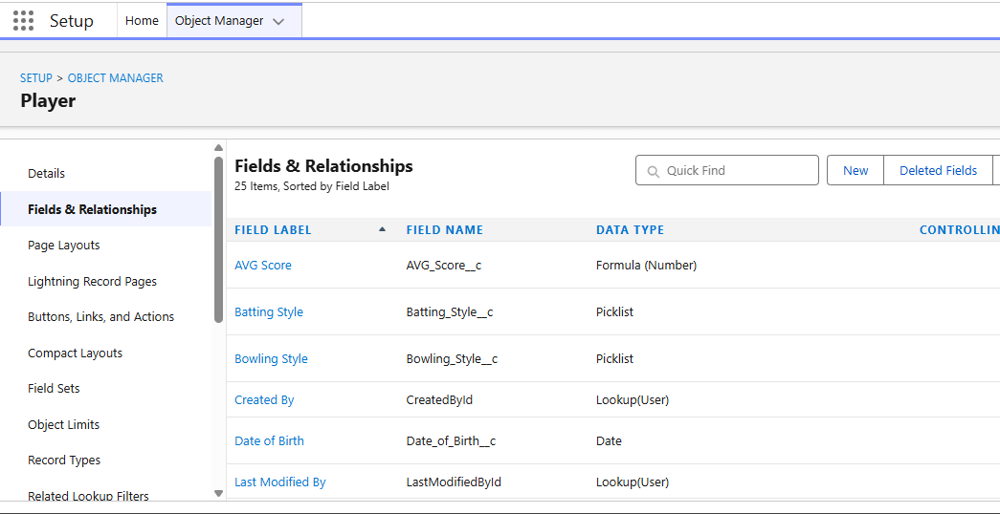 Setup Home Object Manager
SETUP > OBJECT MANAGER
Player
Details
Fields & Relationships
Page Layouts
Lightning Record Pages
Buttons, Links, and Actions
Compact Layouts
Field Sets
Object Limits
Record Types
Related Lookup Filters
Fields & Relationships
25 Items, Sorted by Field Label
Quick Find New Deleted Fields
FIELD LABEL FIELD NAME DATA TYPE CONTROLLIN
AVG Score AVG_Score__c Formula (Number)
Batting Style Batting_Style__c Picklist
Bowling Style Bowling_Style__c Picklist
Created By CreatedById Lookup(User)
Date of Birth Date_of_Birth__c Date
Last Modified By LastModifiedById Lookup(User)